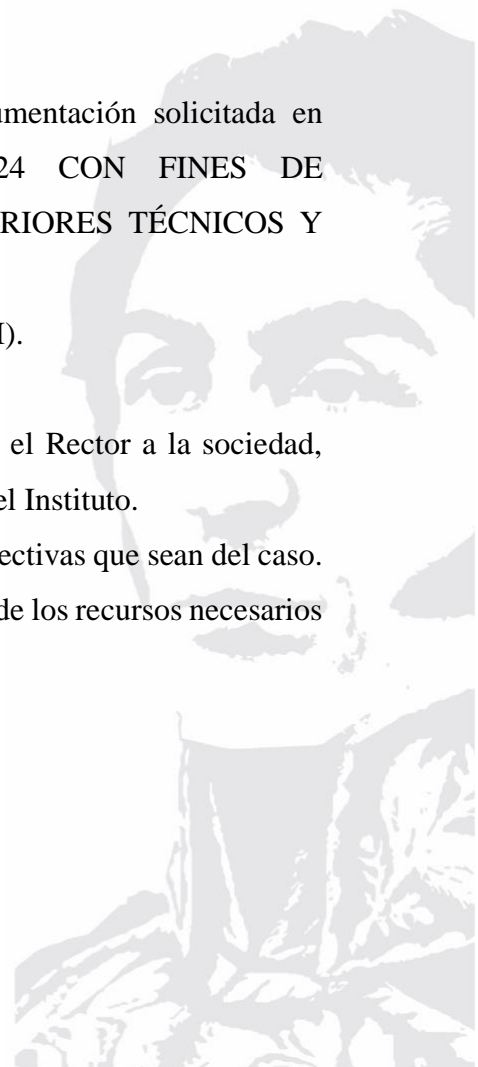 umentación solicitada en
24 CON FINES DE
RIORES TÉCNICOS Y
).
el Rector a la sociedad,
el Instituto.
ectivas que sean del caso.
de los recursos necesarios